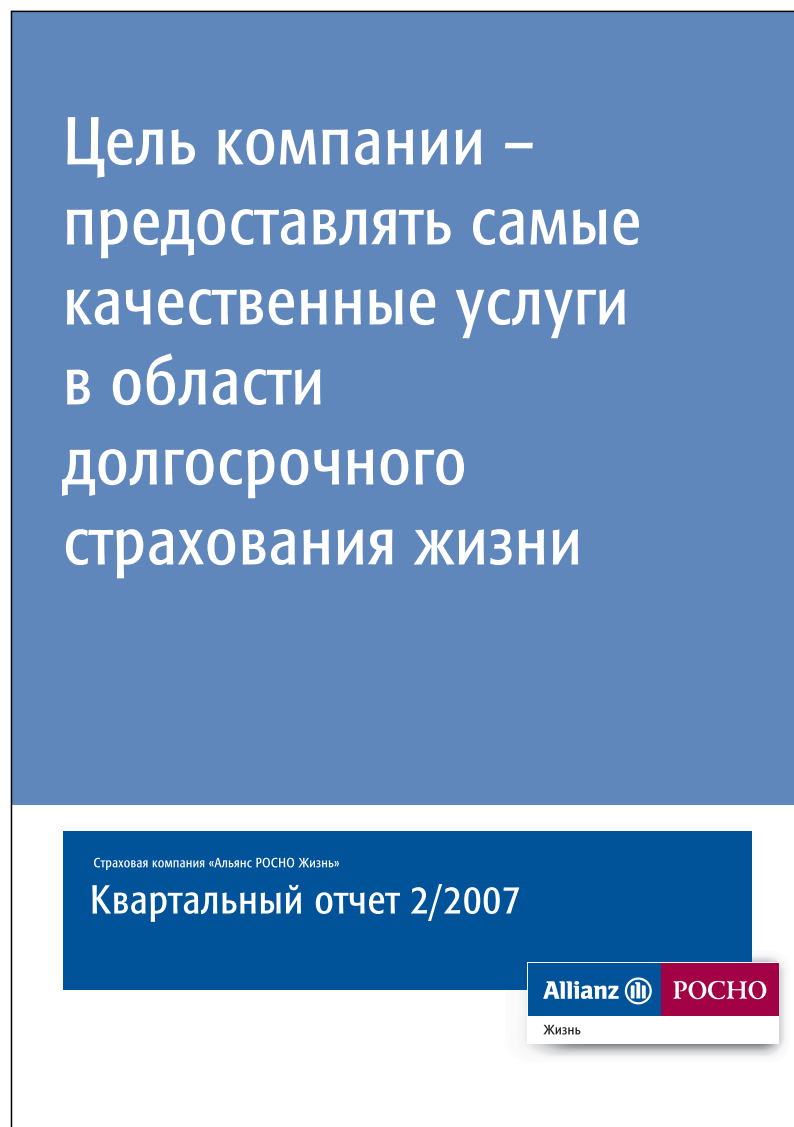 Цель компании –
предоставлять самые
качественные услуги
в области
долгосрочного
страхования жизни
Страховая компания «Альянс РОСНО Жизнь»
Квартальный отчет 2/2007
Allianz РОСНО
Жизнь